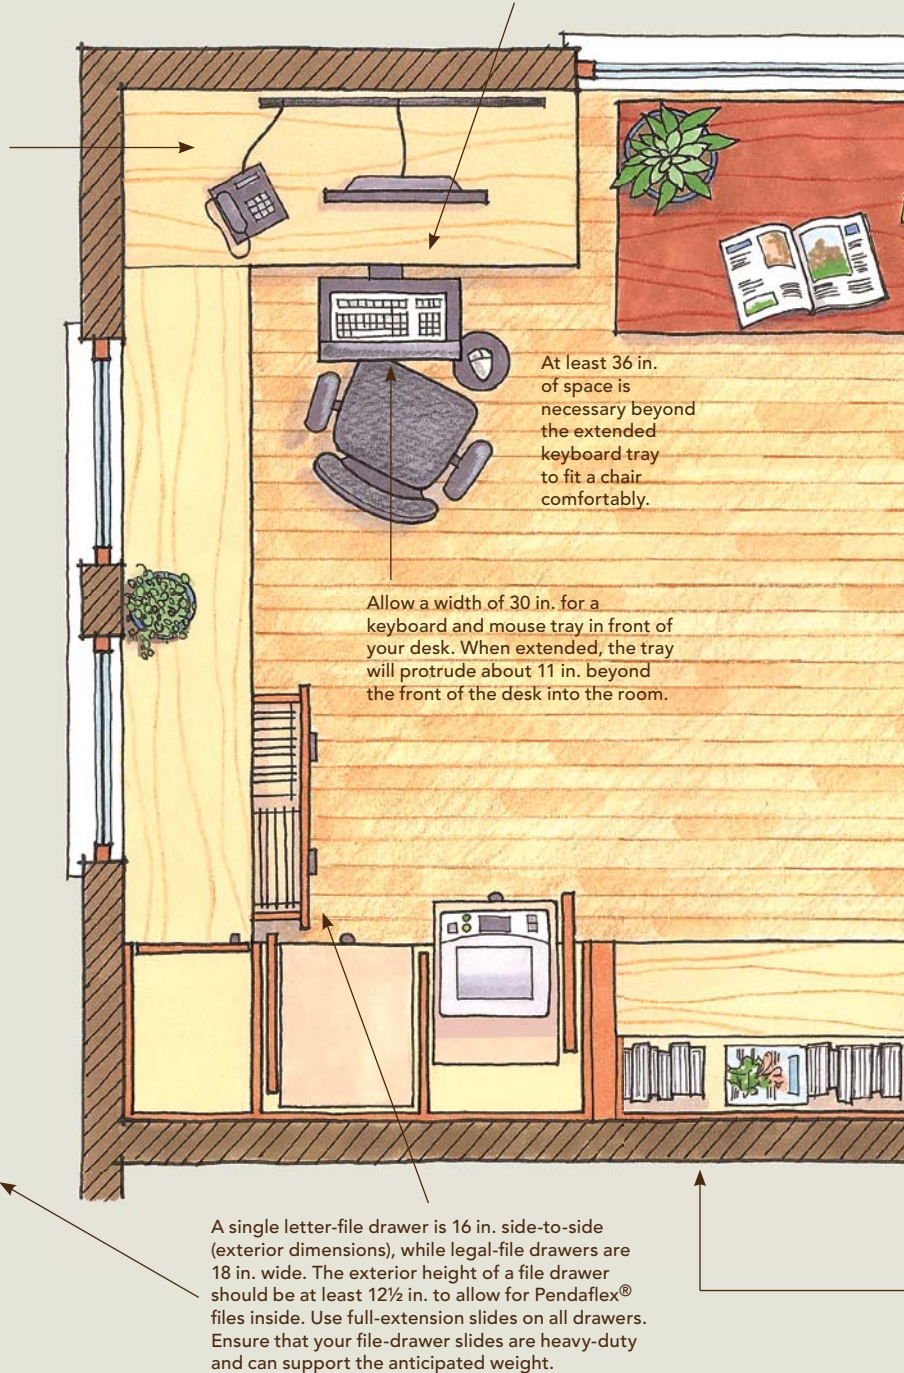 At least 36 in.
of space is
necessary beyond
the extended
keyboard tray
to fit a chair
comfortably.
Allow a width of 30 in. for a
keyboard and mouse tray in front of
your desk. When extended, the tray
will protrude about 11 in. beyond
the front of the desk into the room.
A single letter-file drawer is 16 in. side-to-side
(exterior dimensions), while legal-file drawers are
18 in. wide. The exterior height of a file drawer
should be at least 12½ in. to allow for Pendaflex®
files inside. Use full-extension slides on all drawers.
Ensure that your file-drawer slides are heavy-duty
and can support the anticipated weight.